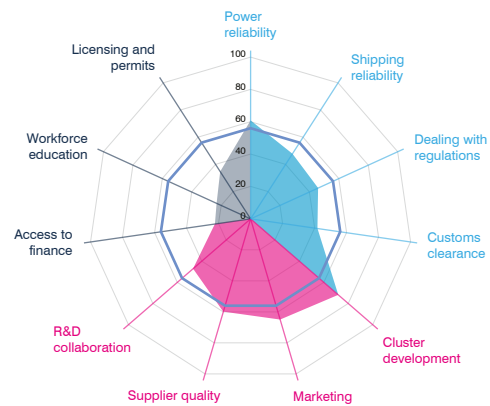 Power
reliability
Licensing and
permits
Shipping
reliability
Workforce
education
Dealing with
regulations
Access to
finance
Customs
clearance
R&D
collaboration
Cluster
development
Supplier quality
Marketing
100
80
60
40
20
0